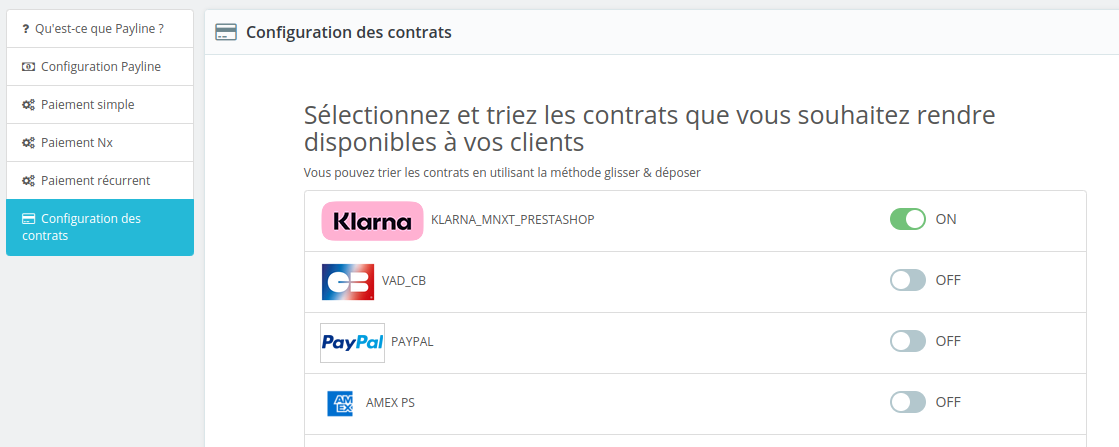 ? Qu'est-ce que Payline ?
Configuration Payline
Paiement simple
Paiement Nx
Paiement récurrent
Configuration des
contrats
Configuration des contrats
Sélectionnez et triez les contrats que vous souhaitez rendre
disponibles à vos clients
Vous pouvez trier les contrats en utilisant la méthode glisser & déposer
Klarna KLARNA_MNXT_PRESTASHOP ON
CB VAD_CB OFF
PayPal PAYPAL OFF
AM
EX AMEX PS OFF